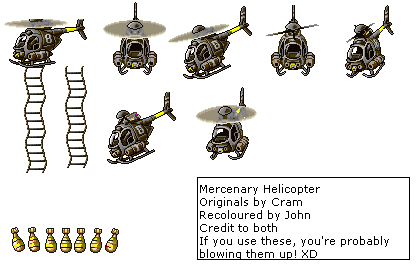 Mercenary Helicopter
Originals by Cram
Recoloured by John
Credit to both
If you use these, you're probably
blowing them up! XD